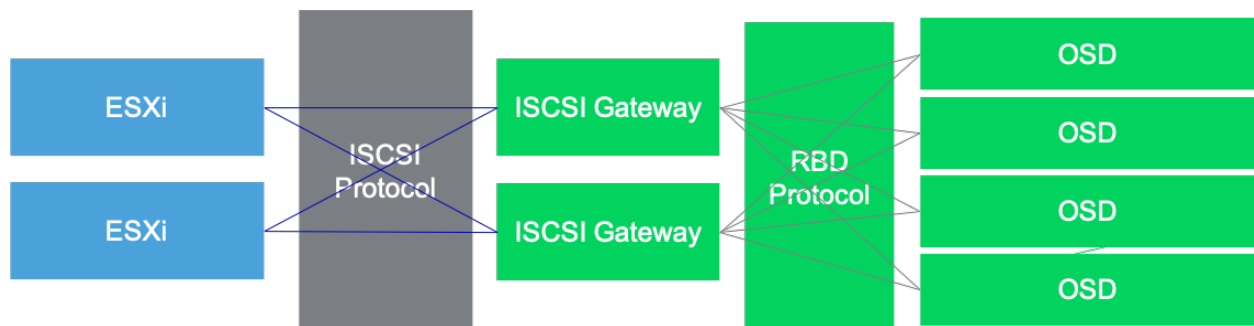 ESXi
ESXi
ISCSI
Protocol
ISCSI Gateway
ISCSI Gateway
RBD
Protocol
OSD
OSD
OSD
OSD